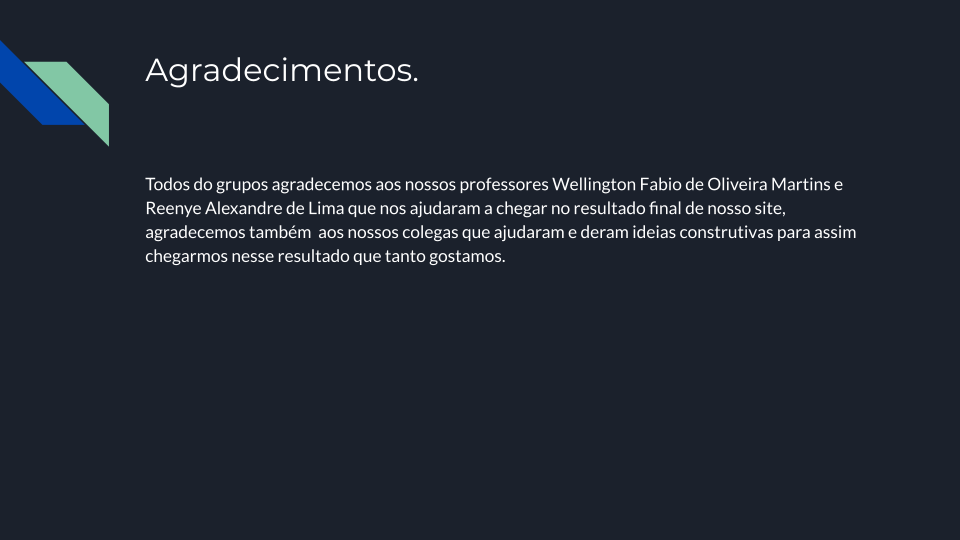 Agradecimentos.
Todos do grupos agradecemos aos nossos professores Wellington Fabio de Oliveira Martins e
Reenye Alexandre de Lima que nos ajudaram a chegar no resultado final de nosso site,
agradecemos também  aos nossos colegas que ajudaram e deram ideias construtivas para assim
chegarmos nesse resultado que tanto gostamos.